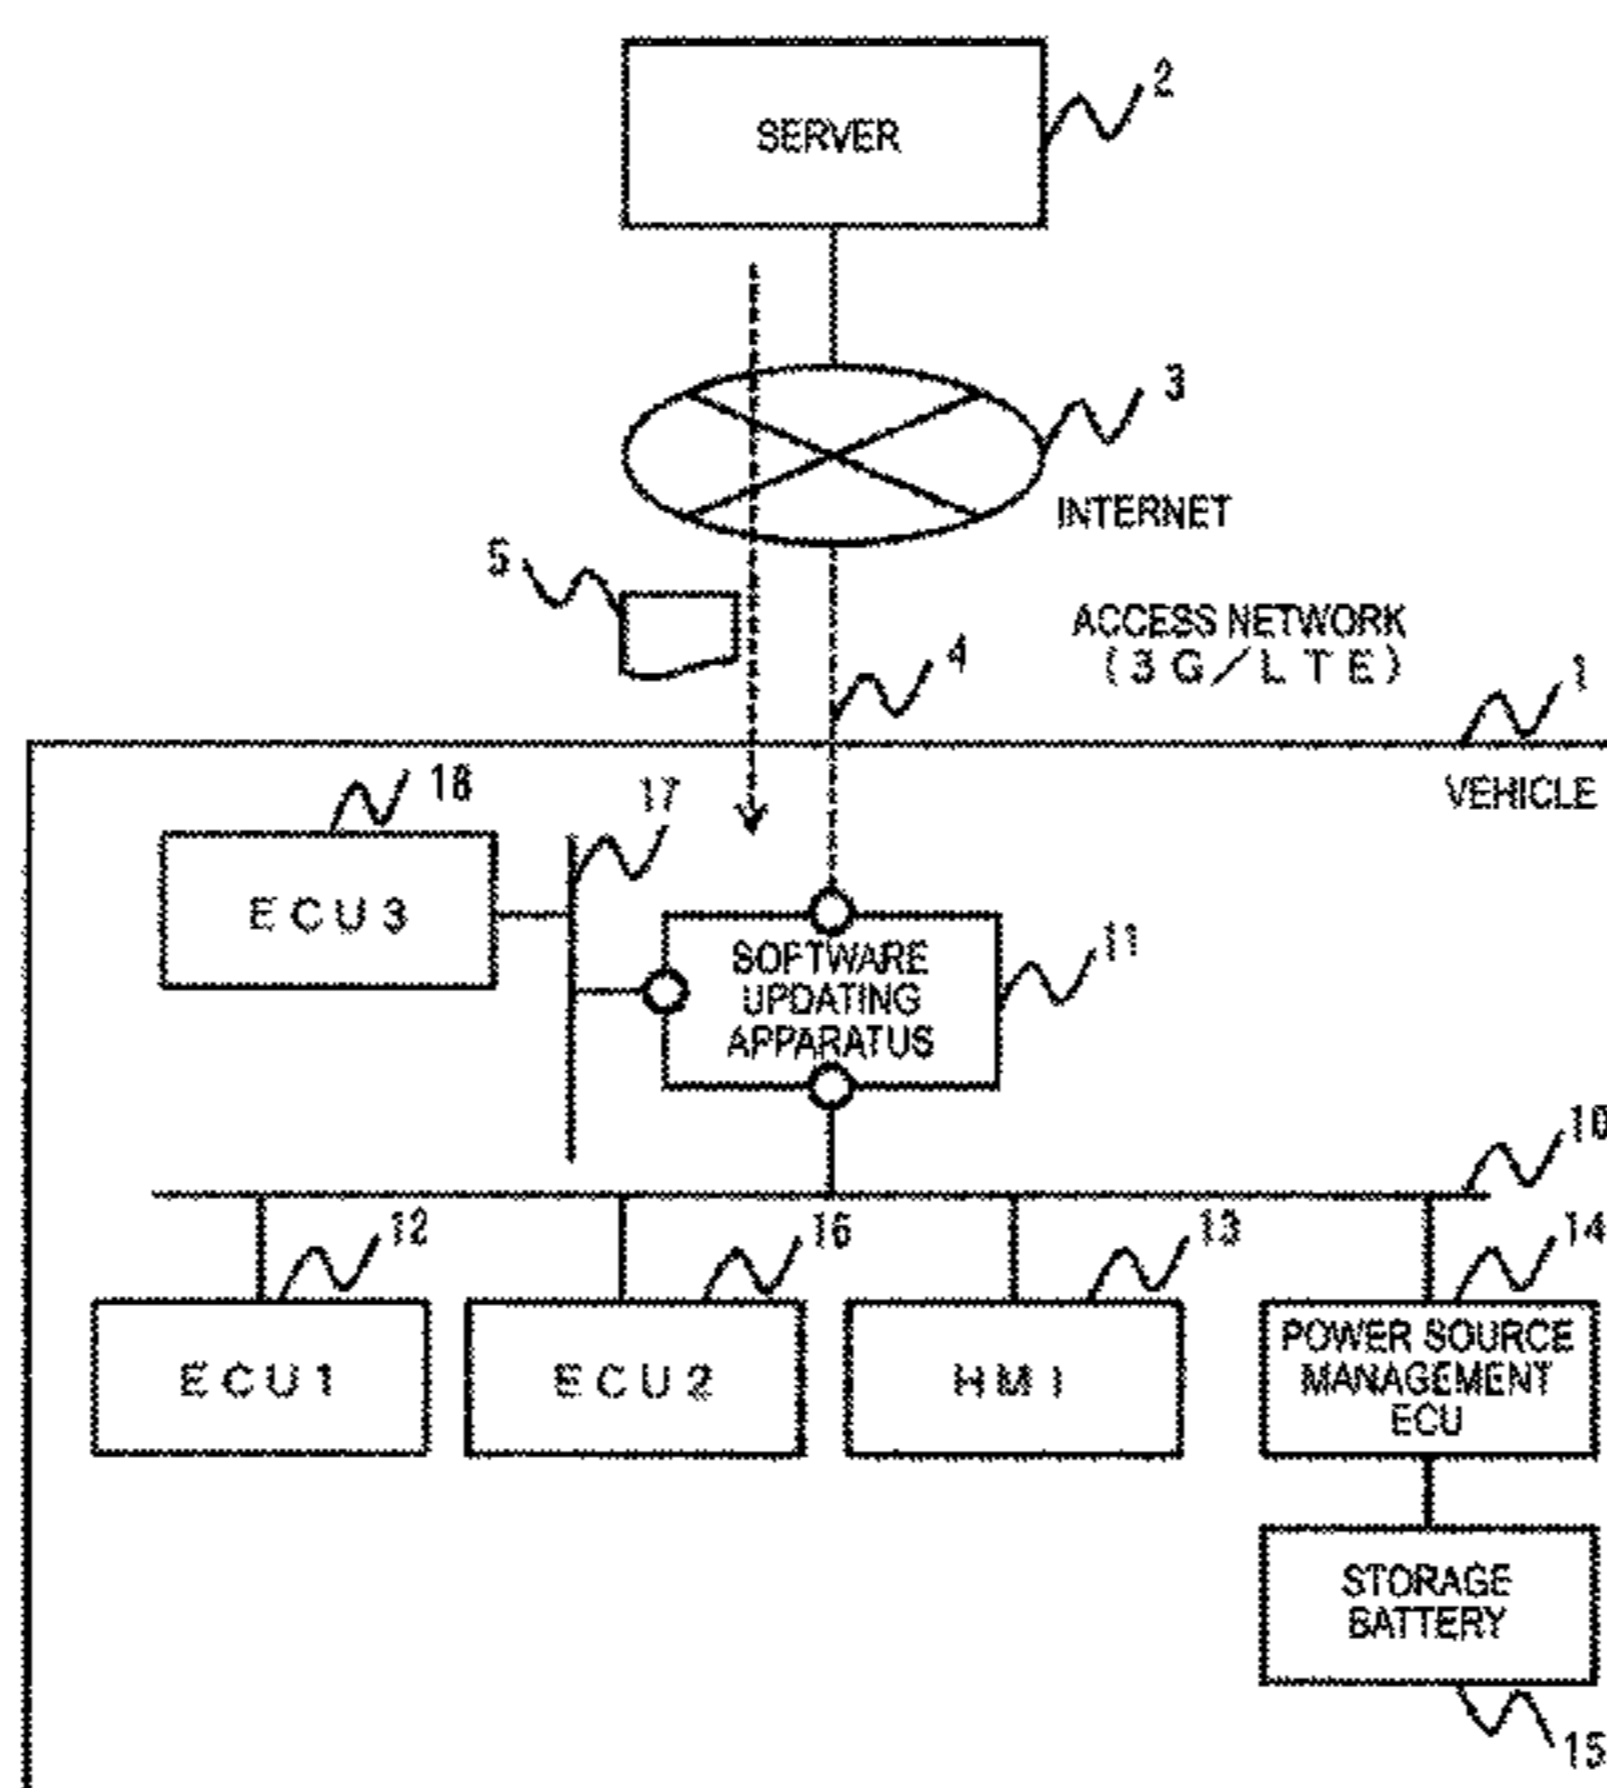 2
SERVER
3
INTERNET
5
ACCESS NETWORK
(3G/LTE)
4
1
VEHICLE
18
17
ECU3
11
SOFTWARE
UPDATING
APPARATUS
10
12
16
13
14
ECU1
ECU2
HMI
POWER SOURCE
MANAGEMENT
ECU
STORAGE
BATTERY
15